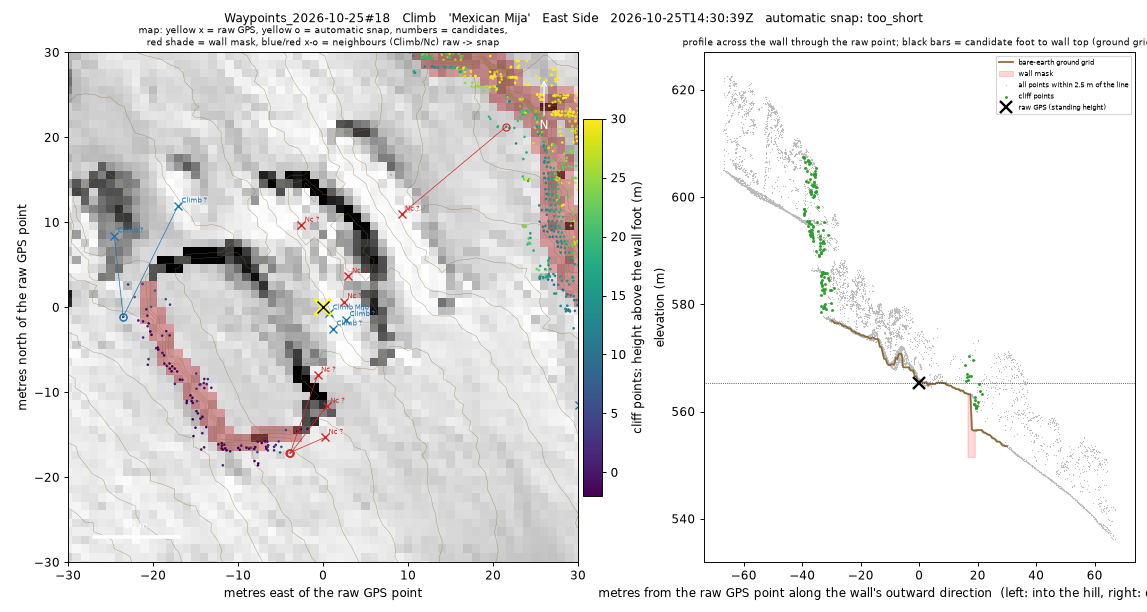 Waypoints_2026-10-25#18 Climb 'Mexican Mija' East Side 2026-10-25T14:30:39Z automatic snap: too_short
map: yellow x = raw GPS, yellow o = automatic snap, numbers = candidates,
red shade = wall mask, blue/red x-o = neighbours (Climb/Nc) raw -> snap
profile across the wall through the raw point; black bars = candidate foot to wall top (ground gri
30
20
10
0
−10
−20
−30
metres north of the raw GPS point
−30
−20
−10
0
10
20
30
metres east of the raw GPS point
N
Climb ?
Nc ?
Nc ?
Nc ?
Climb Mija
Climb
Climb ?
Nc ?
Nc ?
Nc ?
30
25
20
15
10
5
0
cliff points: height above the wall foot (m)
bare-earth ground grid
wall mask
all points within 2.5 m of the line
cliff points
raw GPS (standing height)
620
600
580
560
540
elevation (m)
−60
−40
−20
0
20
40
60
metres from the raw GPS point along the wall's outward direction (left: into the hill, right: